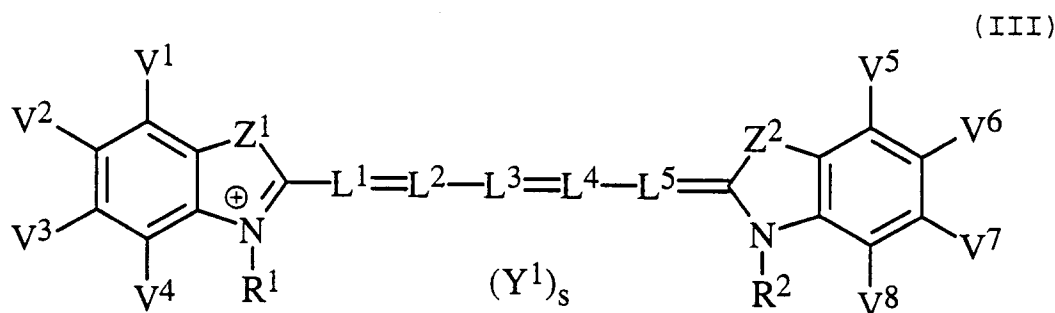 (III)
V1 V5
V2 Z1 Z2 V6
L1=L2—L3=L4—L5
⊕
V3 N N V7
V4 R1 (Y1)s R2 V8